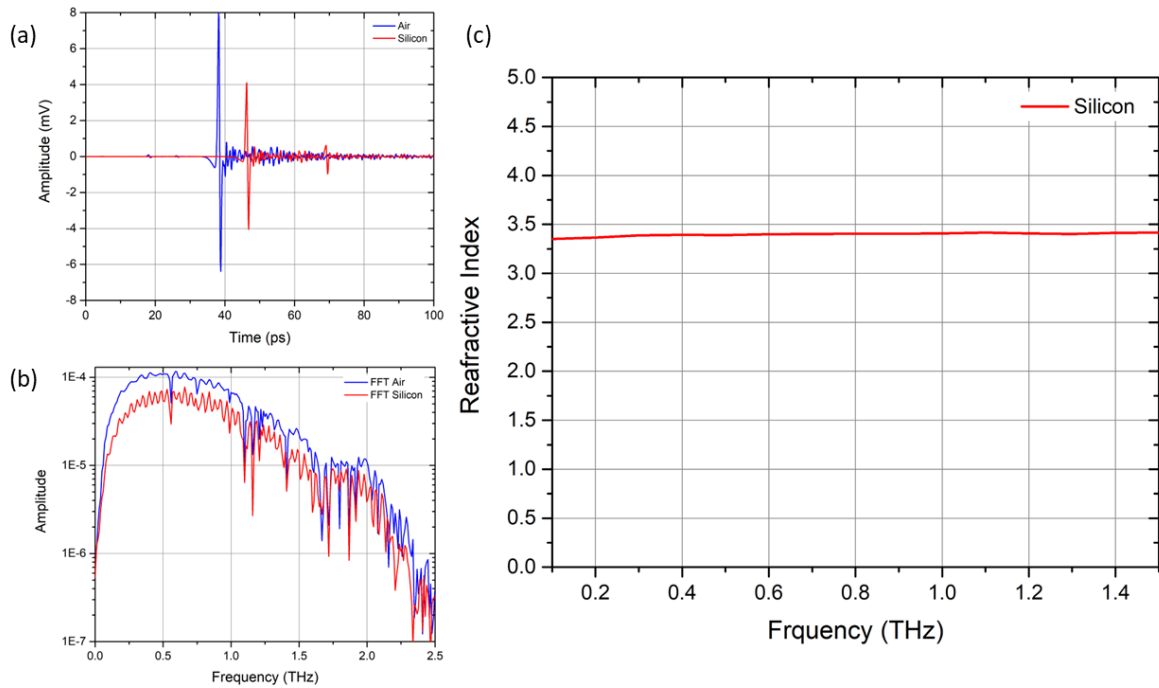 (a)
Air
Silicon
8
6
4
2
0
2
4
6
8
0
20
40
60
80
100
Amplitude (mV)
Time (ps)
(b)
FFT Air
FFT Silicon
1E-4
1E-5
1E-6
1E-7
0.0
0.5
1.0
1.5
2.0
2.5
Amplitude
Frequency (THz)
(c)
Silicon
5.0
4.5
4.0
3.5
3.0
2.5
2.0
1.5
1.0
0.5
0.0
0.2
0.4
0.6
0.8
1.0
1.2
1.4
Reafractive Index
Frquency (THz)